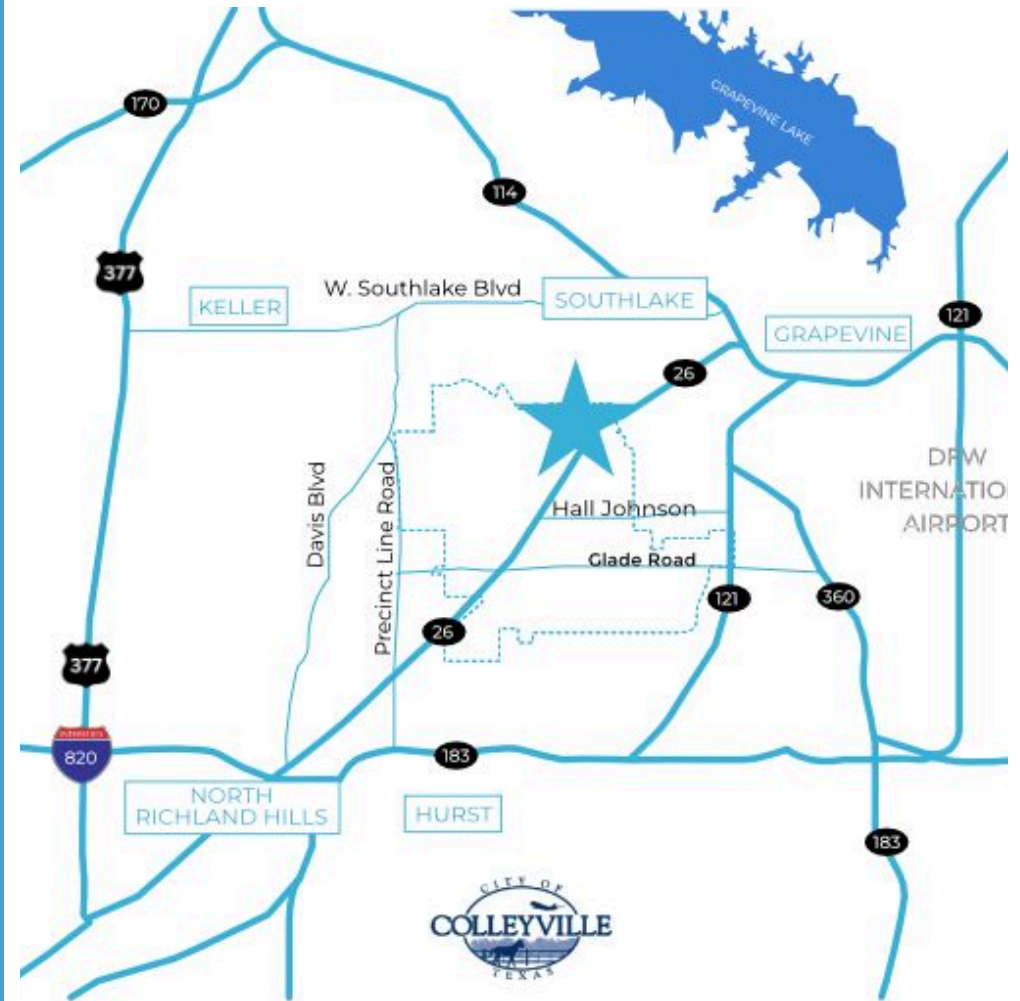 GRAPEVINE LAKE
170
114
377
W. Southlake Blvd
KELLER
SOUTHLAKE
121
GRAPEVINE
26
DFW
INTERNATIO
AIRPORT
Davis Blvd
Precinct Line Road
Hall Johnson
Glade Road
121
360
26
377
INTERSTATE
820
183
NORTH
RICHLAND HILLS
HURST
183
CITY OF
COLLEYVILLE
TEXAS